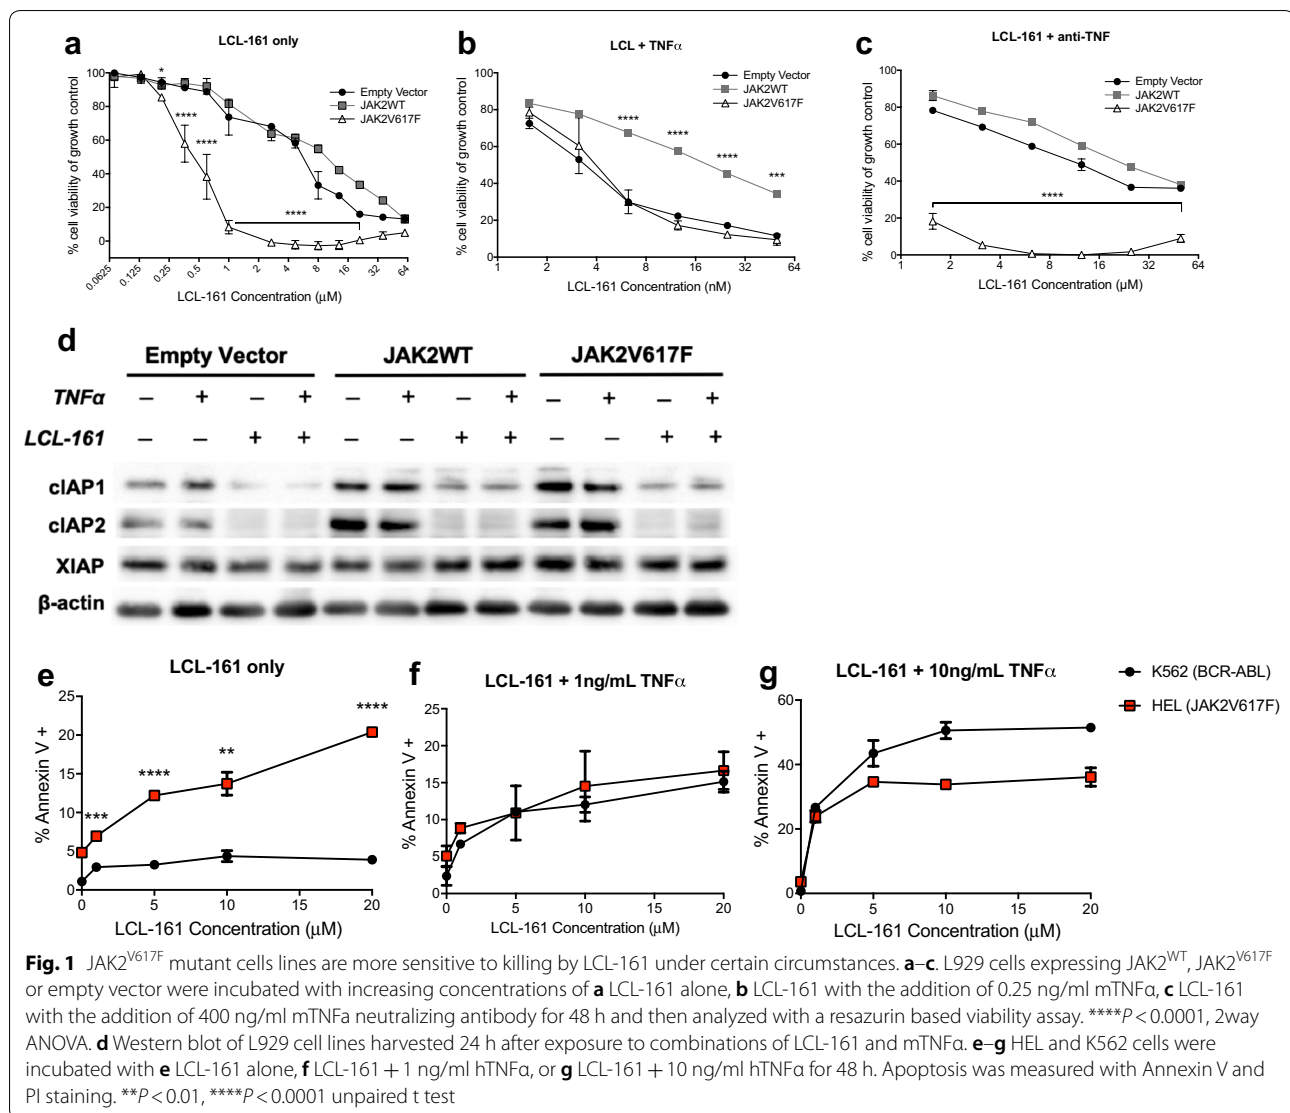 a
LCL-161 only
% cell viability of growth control
100
80
60
40
20
0
*
****
****
****
Empty Vector
JAK2WT
JAK2V617F
0.0625
0.125
0.25
0.5
1
2
4
8
16
32
64
LCL-161 Concentration (μM)
b
LCL + TNFα
% cell viability of growth control
100
80
60
40
20
0
****
****
****
***
Empty Vector
JAK2WT
JAK2V617F
1 2 4 8 16 32 64
LCL-161 Concentration (nM)
c
LCL-161 + anti-TNF
% cell viability of growth control
100
80
60
40
20
0
****
Empty Vector
JAK2WT
JAK2V617F
1 2 4 8 16 32 64
LCL-161 Concentration (μM)
d
Empty Vector JAK2WT JAK2V617F
TNFα – + – + – + – + – + – +
LCL-161 – – + + – – + + – – + +
cIAP1
cIAP2
XIAP
β-actin
e
LCL-161 only
% Annexin V +
25
20
15
10
5
0
***
****
**
****
0 5 10 15 20
LCL-161 Concentration (μM)
f
LCL-161 + 1ng/mL TNFα
% Annexin V +
25
20
15
10
5
0
0 5 10 15 20
LCL-161 Concentration (μM)
g
LCL-161 + 10ng/mL TNFα
% Annexin V +
60
40
20
0
0 5 10 15 20
LCL-161 Concentration (μM)
K562 (BCR-ABL)
HEL (JAK2V617F)
Fig. 1 JAK2V617F mutant cells lines are more sensitive to killing by LCL-161 under certain circumstances. a–c. L929 cells expressing JAK2WT, JAK2V617F
or empty vector were incubated with increasing concentrations of a LCL-161 alone, b LCL-161 with the addition of 0.25 ng/ml mTNFα, c LCL-161
with the addition of 400 ng/ml mTNFa neutralizing antibody for 48 h and then analyzed with a resazurin based viability assay. ****P < 0.0001, 2way
ANOVA. d Western blot of L929 cell lines harvested 24 h after exposure to combinations of LCL-161 and mTNFα. e–g HEL and K562 cells were
incubated with e LCL-161 alone, f LCL-161 + 1 ng/ml hTNFα, or g LCL-161 + 10 ng/ml hTNFα for 48 h. Apoptosis was measured with Annexin V and
PI staining. **P < 0.01, ****P < 0.0001 unpaired t test